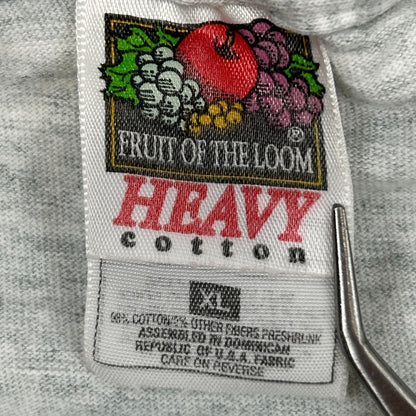 FRUIT OF THE LOOM
®
HEAVY
cotton
XL
COTTON/1% OTHER FIBERS PRESHRUNK
ASSEMBLED IN DOMINICAN
REPUBLIC OF U.S.A. FABRIC
CARE ON REVERSE